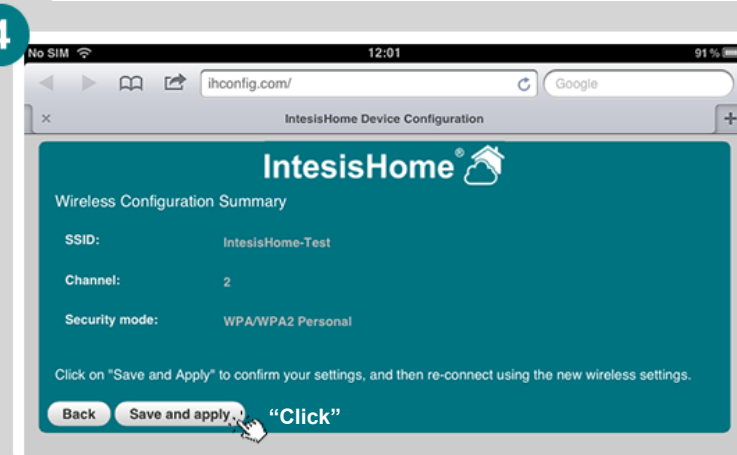 4
No SIM 12:01 91 %
ihconfig.com/ Google
× IntesisHome Device Configuration +
IntesisHome®
Wireless Configuration Summary
SSID: IntesisHome-Test
Channel: 2
Security mode: WPA/WPA2 Personal
Click on "Save and Apply" to confirm your settings, and then re-connect using the new wireless settings.
Back Save and apply “Click”